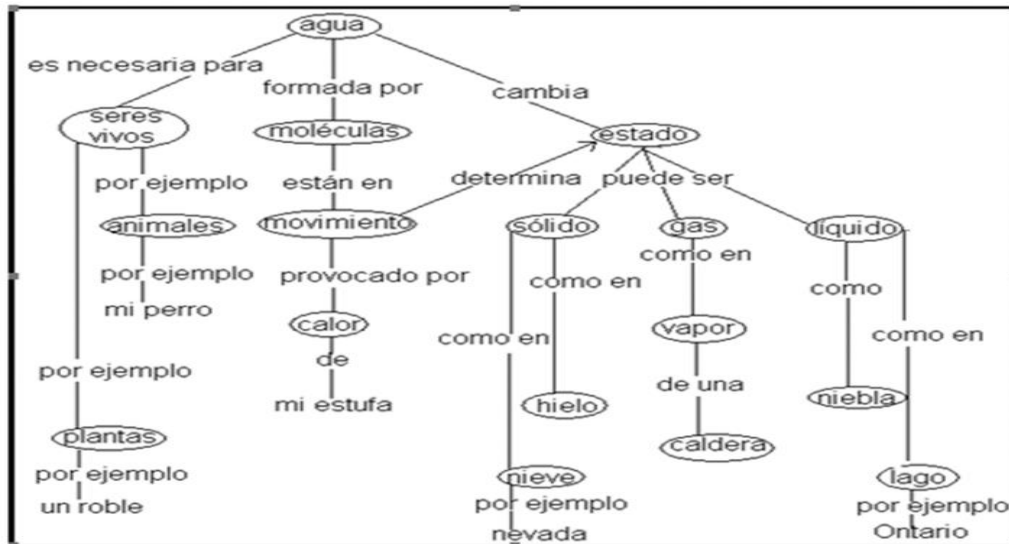 agua
es necesaria para
formada por
cambia
seres
vivos
moléculas
estado
por ejemplo
están en
determina
puede ser
animales
movimiento
sólido
gas
líquido
como en
por ejemplo
provocado por
como en
como
mi perro
calor
vapor
como en
como en
por ejemplo
de
de una
mi estufa
hielo
niebla
plantas
caldera
por ejemplo
nieve
lago
un roble
por ejemplo
por ejemplo
nevada
Ontario